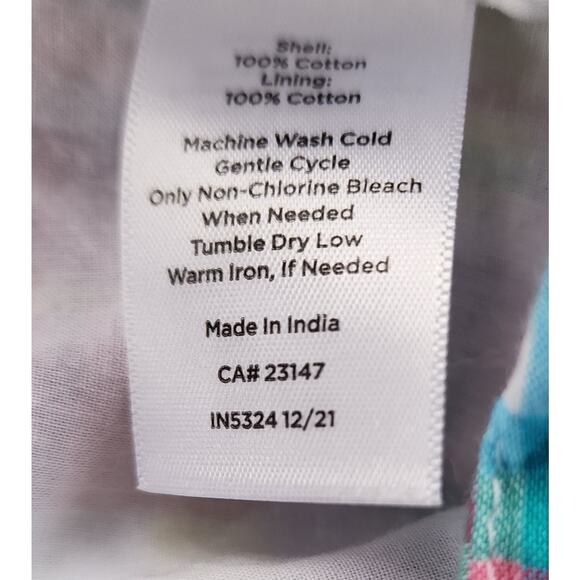 Shell:
100% Cotton
Lining:
100% Cotton
Machine Wash Cold
Gentle Cycle
Only Non-Chlorine Bleach
When Needed
Tumble Dry Low
Warm Iron, If Needed
Made In India
CA# 23147
IN5324 12/21